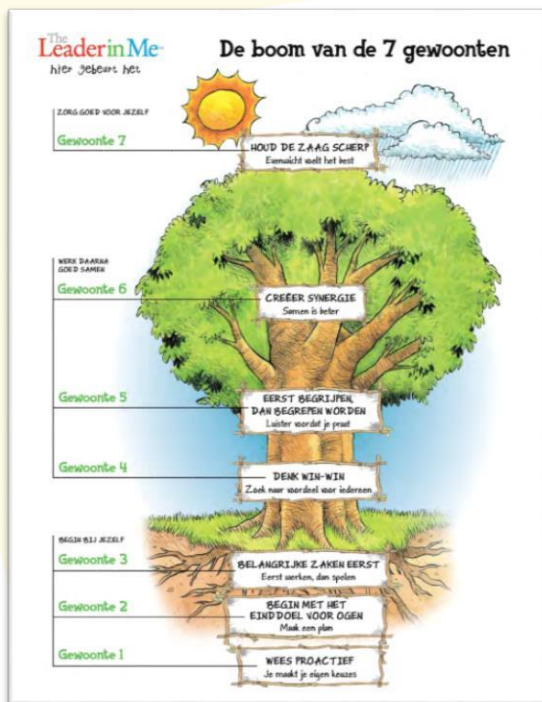 The
Leader in Me
hier gebeurt het
De boom van de 7 gewoonten
ZORG GOED VOOR JEZELF
Gewoonte 7
HOUD DE ZAAG SCHERP
Evenwicht voelt het best
WERK DAARNA
GOED SAMEN
Gewoonte 6
CREËER SYNERGIE
Samen is beter
Gewoonte 5
EERST BEGRIJPEN,
DAN BEGREPEN WORDEN
Luister voordat je praat
Gewoonte 4
DENK WIN-WIN
Zoek naar voordeel voor iedereen
BEGIN BIJ JEZELF
Gewoonte 3
BELANGRIJKE ZAKEN EERST
Eerst werken, dan spelen
Gewoonte 2
BEGIN MET HET
EINDDOEL VOOR OGEN
Maak een plan
Gewoonte 1
WEES PROACTIEF
Je maakt je eigen keuzes